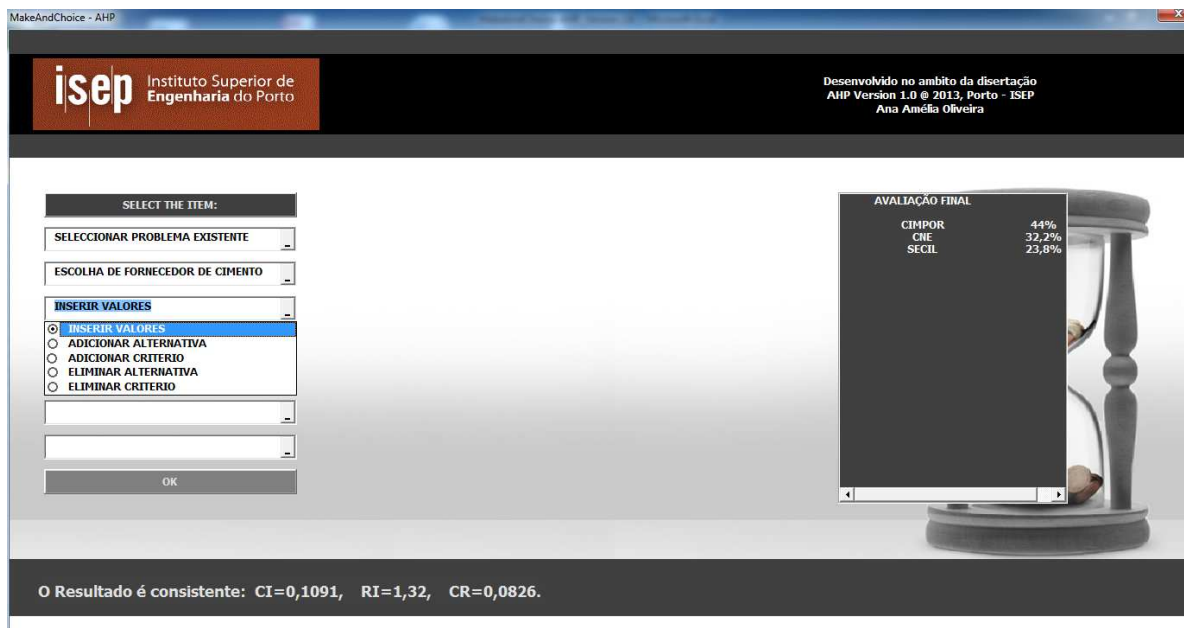 MakeAndChoice - AHP
isep
Instituto Superior de
Engenharia do Porto
Desenvolvido no ambito da disertação
AHP Version 1.0 @ 2013, Porto - ISEP
Ana Amélia Oliveira
SELECT THE ITEM:
SELECCIONAR PROBLEMA EXISTENTE
ESCOLHA DE FORNECEDOR DE CIMENTO
INSERIR VALORES
INSERIR VALORES
ADICIONAR ALTERNATIVA
ADICIONAR CRITERIO
ELIMINAR ALTERNATIVA
ELIMINAR CRITERIO
OK
AVALIAÇÃO FINAL
CIMPOR 44%
CNE 32,2%
SECIL 23,8%
O Resultado é consistente: CI=0,1091, RI=1,32, CR=0,0826.